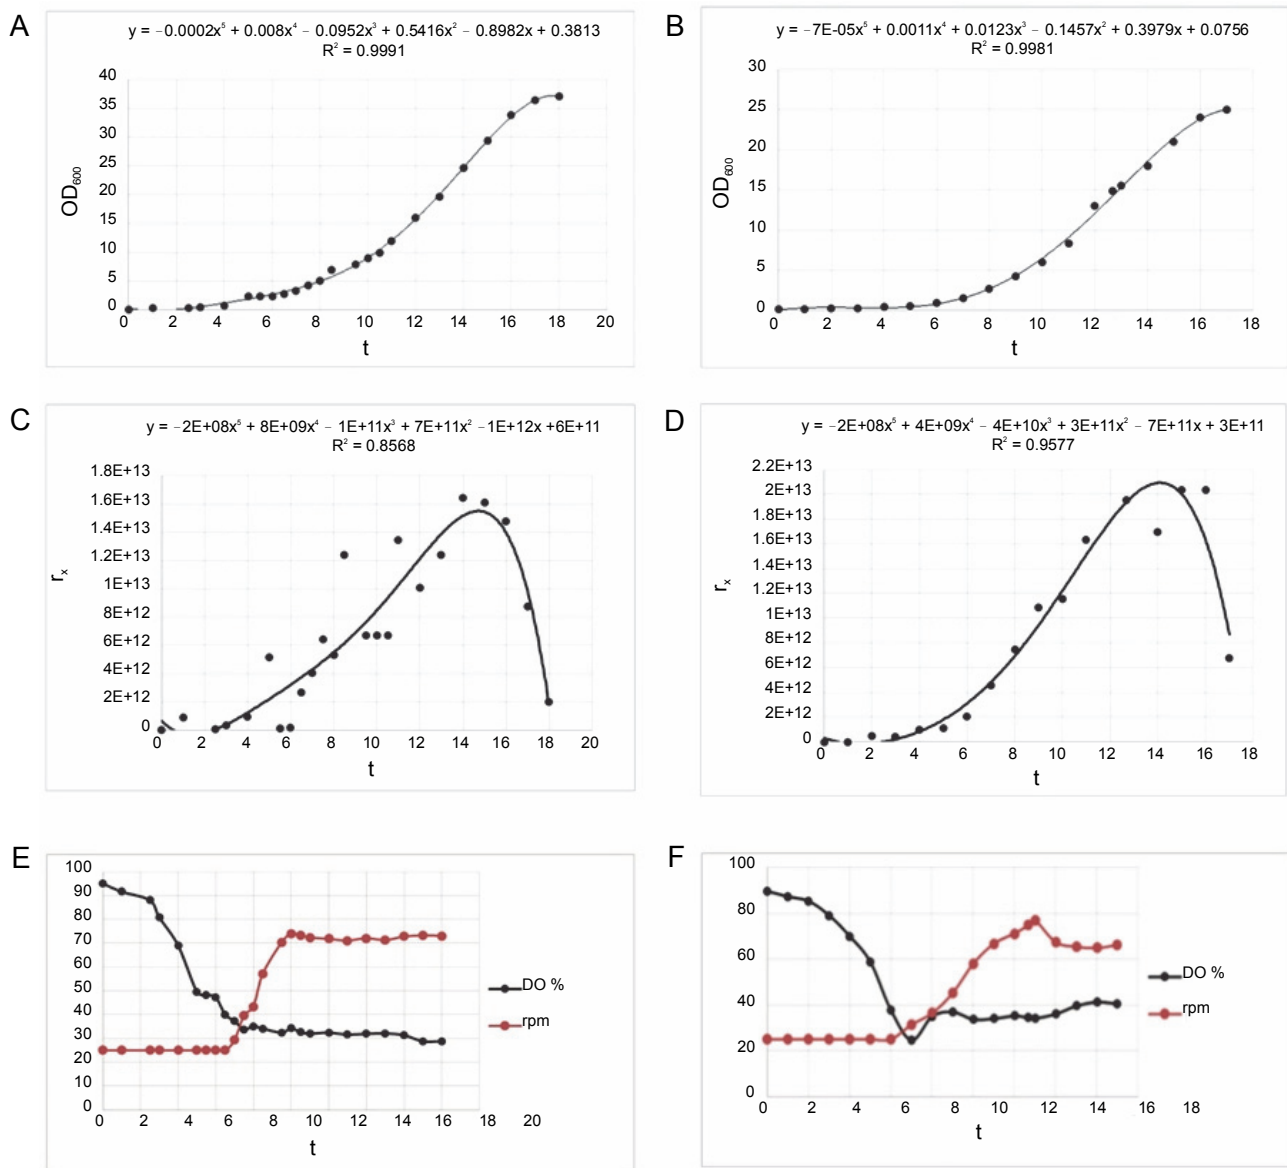 A
y = −0.0002x⁵ + 0.008x⁴ − 0.0952x³ + 0.5416x² − 0.8982x + 0.3813
R² = 0.9991
40
35
30
25
20
15
10
5
0
OD₆₀₀
0 2 4 6 8 10 12 14 16 18 20
t
B
y = −7E-05x⁵ + 0.0011x⁴ + 0.0123x³ − 0.1457x² + 0.3979x + 0.0756
R² = 0.9981
30
25
20
15
10
5
0
OD₆₀₀
0 2 4 6 8 10 12 14 16 18
t
C
y = −2E+08x⁵ + 8E+09x⁴ − 1E+11x³ + 7E+11x² −1E+12x +6E+11
R² = 0.8568
1.8E+13
1.6E+13
1.4E+13
1.2E+13
1E+13
8E+12
6E+12
4E+12
2E+12
0
rₓ
0 2 4 6 8 10 12 14 16 18 20
t
D
y = −2E+08x⁵ + 4E+09x⁴ − 4E+10x³ + 3E+11x² − 7E+11x + 3E+11
R² = 0.9577
2.2E+13
2E+13
1.8E+13
1.6E+13
1.4E+13
1.2E+13
1E+13
8E+12
6E+12
4E+12
2E+12
0
rₓ
0 2 4 6 8 10 12 14 16 18
t
E
100
90
80
70
60
50
40
30
20
10
0
0 2 4 6 8 10 12 14 16 18 20
t
DO %
rpm
F
100
80
60
40
20
0
0 2 4 6 8 10 12 14 16 18
t
DO %
rpm